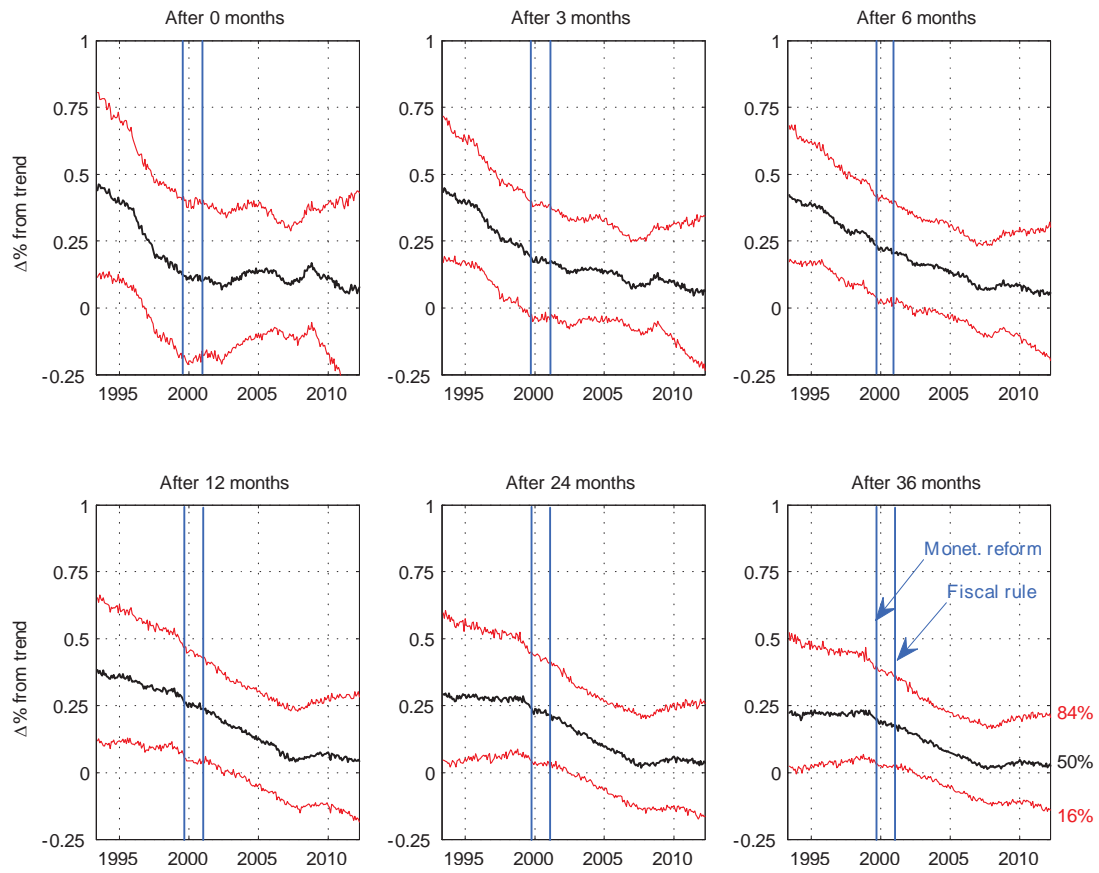 After 0 months
After 3 months
After 6 months
Δ% from trend
1
0.75
0.5
0.25
0
-0.25
1995 2000 2005 2010
1
0.75
0.5
0.25
0
-0.25
1995 2000 2005 2010
1
0.75
0.5
0.25
0
-0.25
1995 2000 2005 2010
After 12 months
After 24 months
After 36 months
Δ% from trend
1
0.75
0.5
0.25
0
-0.25
1995 2000 2005 2010
1
0.75
0.5
0.25
0
-0.25
1995 2000 2005 2010
1
0.75
0.5
0.25
0
-0.25
1995 2000 2005 2010
Monet. reform
Fiscal rule
84%
50%
16%